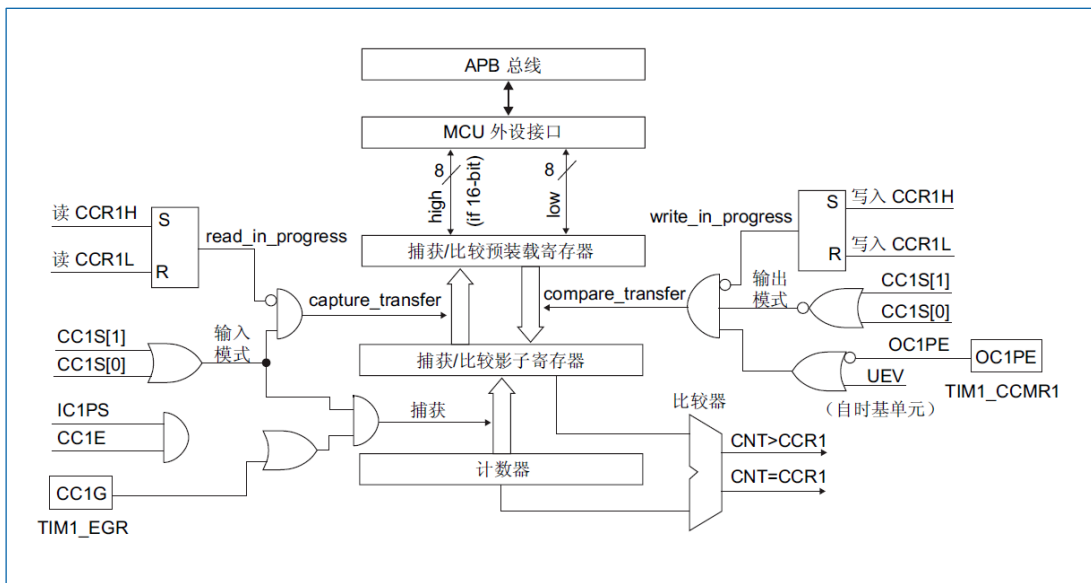 APB 总线
MCU 外设接口
8
8
high
(if 16-bit)
low
读 CCR1H
S
read_in_progress
读 CCR1L
R
写入 CCR1H
S
write_in_progress
写入 CCR1L
R
捕获/比较预装载寄存器
capture_transfer
compare_transfer
输出
模式
CC1S[1]
CC1S[0]
CC1S[1]
CC1S[0]
输入
模式
捕获/比较影子寄存器
OC1PE
OC1PE
UEV
TIM1_CCMR1
(自时基单元)
IC1PS
CC1E
捕获
比较器
CNT>CCR1
CNT=CCR1
计数器
CC1G
TIM1_EGR